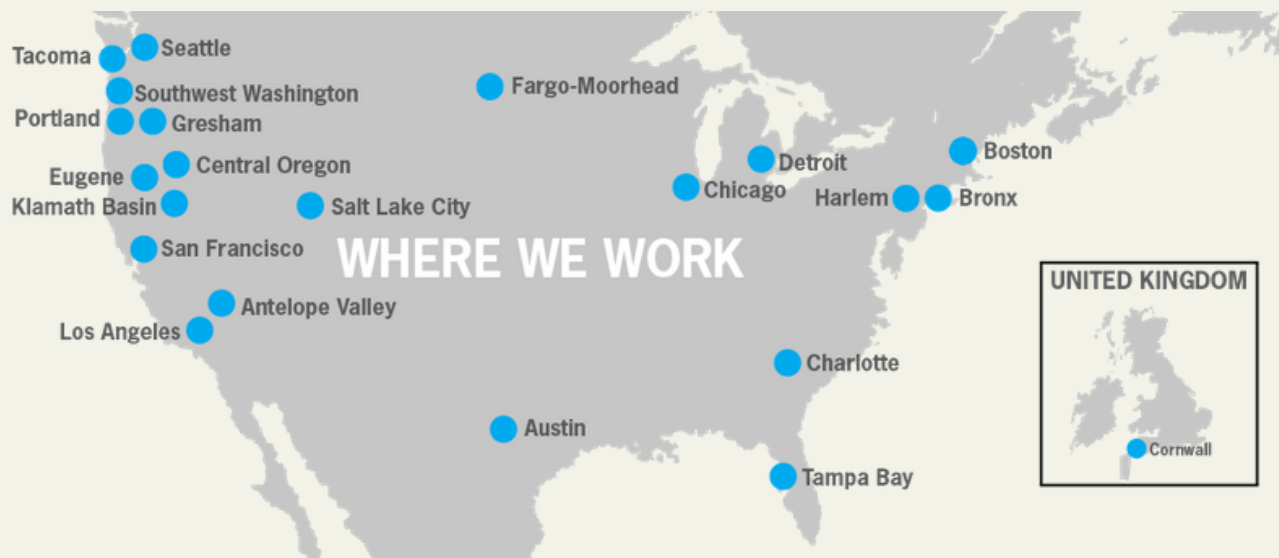 Seattle
Tacoma
Fargo-Moorhead
Southwest Washington
Portland
Gresham
Boston
Detroit
Central Oregon
Eugene
Chicago
Harlem
Bronx
Klamath Basin
Salt Lake City
San Francisco
WHERE WE WORK
UNITED KINGDOM
Antelope Valley
Los Angeles
Charlotte
Austin
Cornwall
Tampa Bay